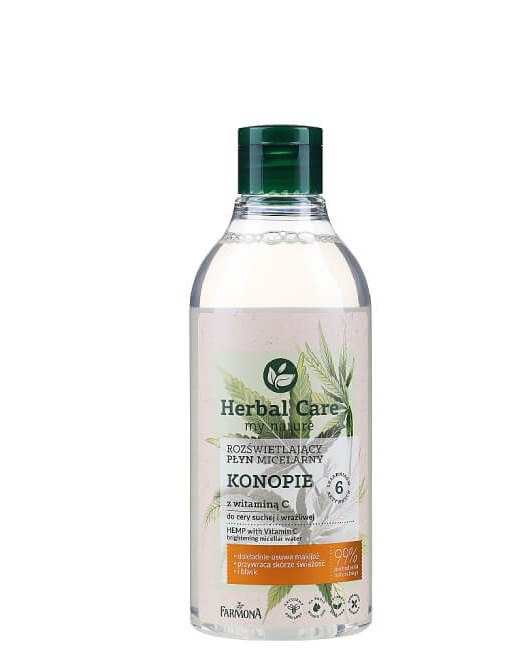 Herbal Care
my nature
ROZŚWIETLAJĄCY
PŁYN MICELARNY
KONOPIE
z witaminą C
do cery suchej i wrażliwej
HEMP with Vitamin C
brightening micellar water
6
• dokładnie usuwa makijaż
• przywraca skórze świeżość
i blask
99%
FARMONA